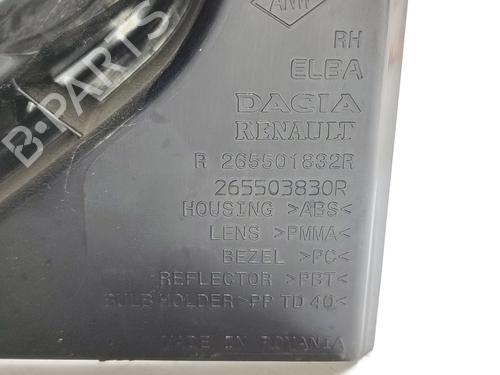 ANW
RH
ELBA
DACIA
RENAULT
R 265501832R
265503830R
HOUSING >ABS<
LENS >PMMA<
BEZEL >PC<
REFLECTOR >PBT<
BULB HOLDER>PP TD 40<
MADE IN ROMANIA
B-PARTS